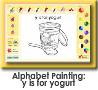 y is for yogurt
Alphabet Painting:
'y is for yogurt'